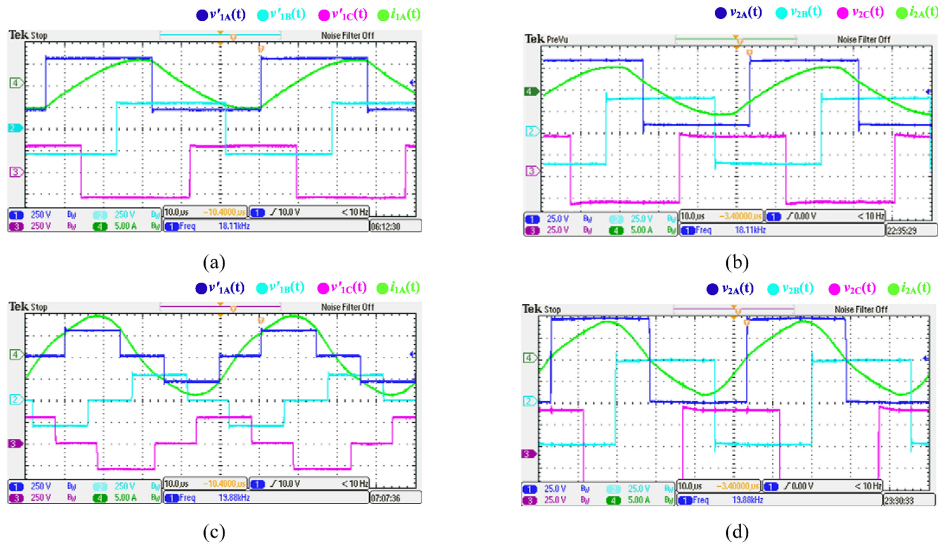 v'1A(t) v'1B(t) v'1C(t) i1A(t)
Tek Stop Noise Filter Off
4
2
3
1 250 V BW 2 250 V BW 10.0µs −10.4000µs 1 ∫ 10.0 V < 10 Hz
3 250 V BW 4 5.00 A BW 1 Freq 18.11kHz 06:12:30
(a)
v2A(t) v2B(t) v2C(t) i2A(t)
Tek PreVu Noise Filter Off
4
2
3
1 25.0 V BW 2 25.0 V BW 10.0µs −3.40000µs 1 ∫ 0.00 V < 10 Hz
3 25.0 V BW 4 5.00 A BW 1 Freq 18.11kHz 22:35:29
(b)
v'1A(t) v'1B(t) v'1C(t) i1A(t)
Tek Stop Noise Filter Off
4
2
3
1 250 V BW 2 250 V BW 10.0µs −10.4000µs 1 ∫ 10.0 V < 10 Hz
3 250 V BW 4 5.00 A BW 1 Freq 19.88kHz 07:07:36
(c)
v2A(t) v2B(t) v2C(t) i2A(t)
Tek Stop Noise Filter Off
4
2
3
1 25.0 V BW 2 25.0 V BW 10.0µs −3.40000µs 1 ∫ 0.00 V < 10 Hz
3 25.0 V BW 4 5.00 A BW 1 Freq 19.88kHz 23:30:33
(d)